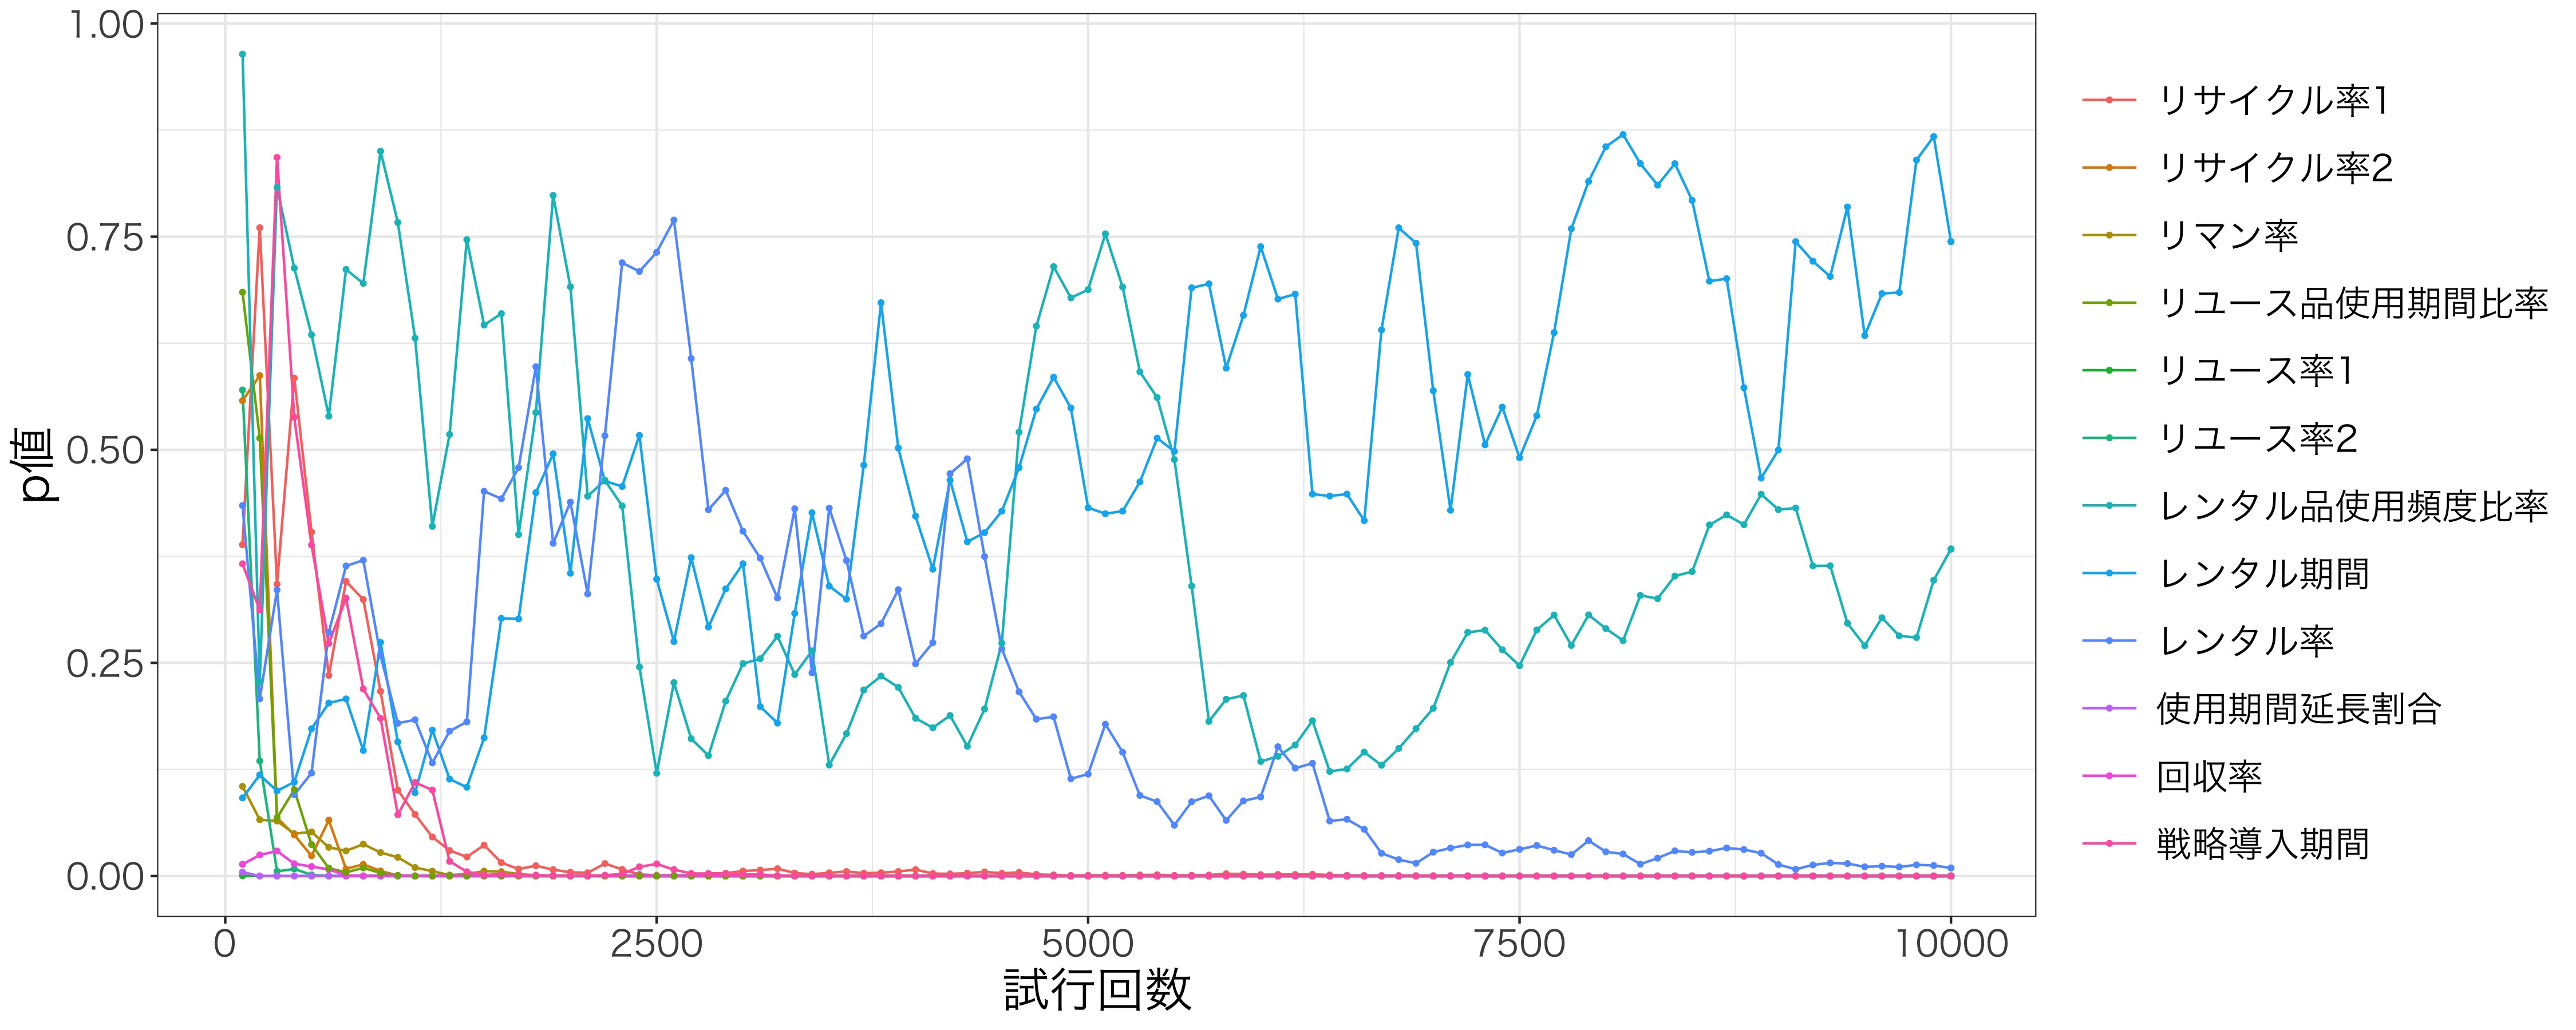 1.00
0.75
0.50
0.25
0.00
p値
0
2500
5000
7500
10000
試行回数
リサイクル率1
リサイクル率2
リマン率
リユース品使用期間比率
リユース率1
リユース率2
レンタル品使用頻度比率
レンタル期間
レンタル率
使用期間延長割合
回収率
戦略導入期間